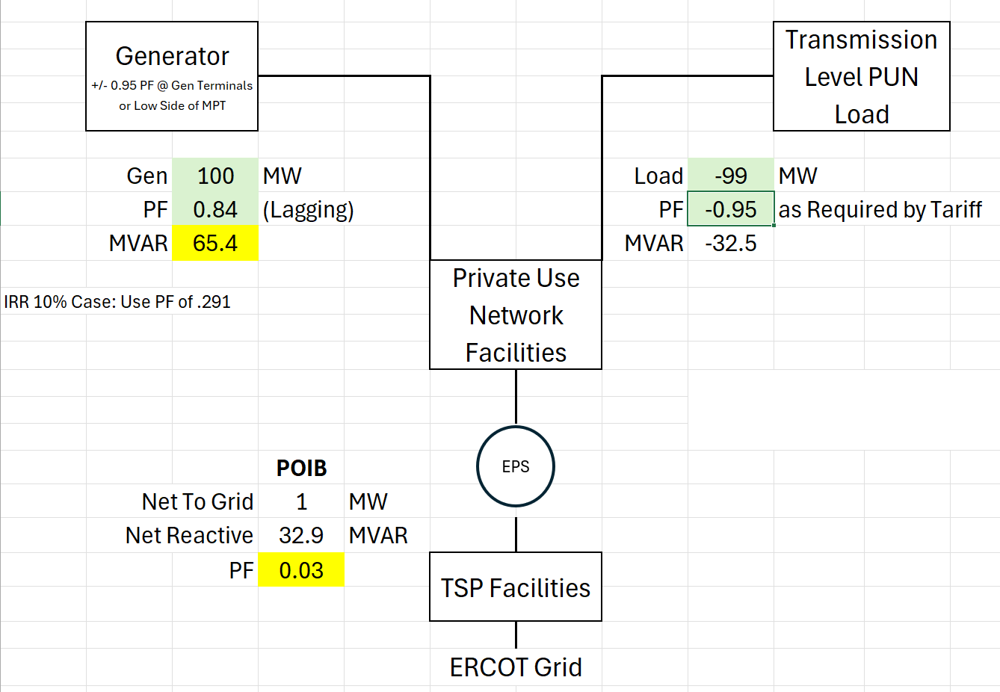 Generator
+/- 0.95 PF @ Gen Terminals
or Low Side of MPT
Transmission
Level PUN
Load
Gen 100 MW
PF 0.84 (Lagging)
MVAR 65.4
Load -99 MW
PF -0.95 as Required by Tariff
MVAR -32.5
IRR 10% Case: Use PF of .291
Private Use
Network
Facilities
EPS
POIB
Net To Grid 1 MW
Net Reactive 32.9 MVAR
PF 0.03
TSP Facilities
ERCOT Grid